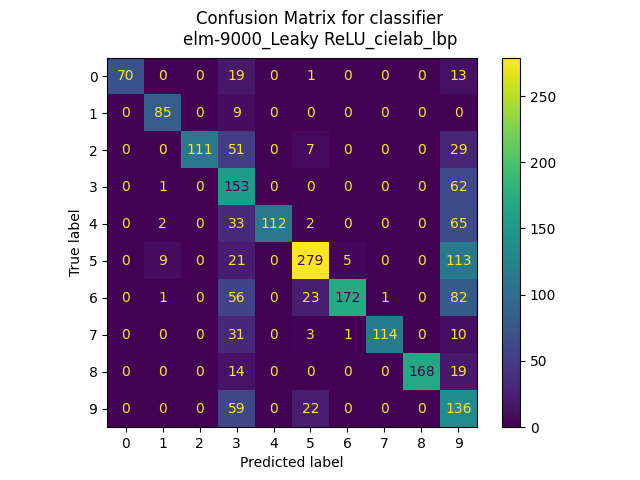 Confusion Matrix for classifier
elm-9000_Leaky ReLU_cielab_lbp
0 70 0 0 19 0 1 0 0 0 13
1 0 85 0 9 0 0 0 0 0 0
2 0 0 111 51 0 7 0 0 0 29
3 0 1 0 153 0 0 0 0 0 62
4 0 2 0 33 112 2 0 0 0 65
5 0 9 0 21 0 279 5 0 0 113
6 0 1 0 56 0 23 172 1 0 82
7 0 0 0 31 0 3 1 114 0 10
8 0 0 0 14 0 0 0 0 168 19
9 0 0 0 59 0 22 0 0 0 136
0 1 2 3 4 5 6 7 8 9
Predicted label
True label
250
200
150
100
50
0